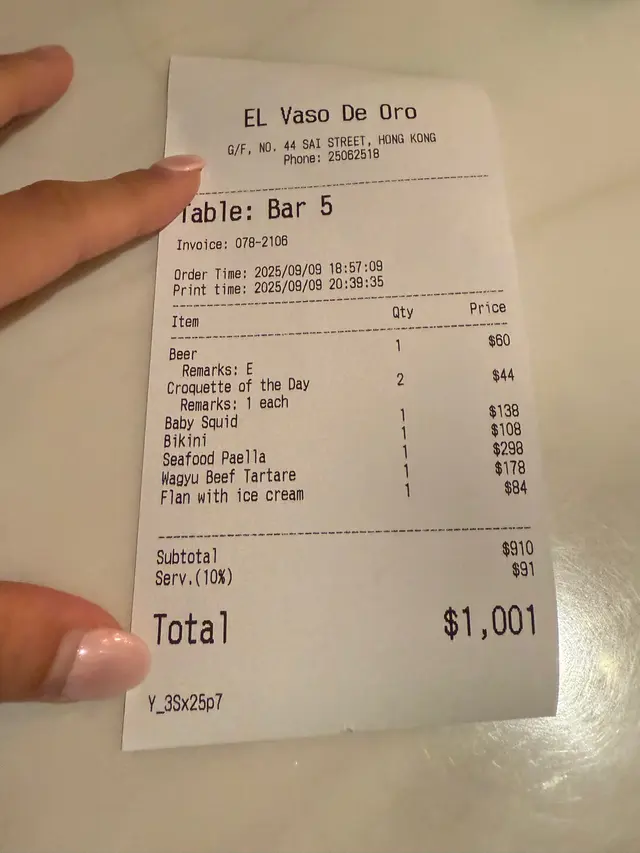 EL Vaso De Oro
G/F, NO. 44 SAI STREET, HONG KONG
Phone: 25062518
Table: Bar 5
Invoice: 078-2106
Order Time: 2025/09/09 18:57:09
Print time: 2025/09/09 20:39:35
Item Qty Price
Beer 1 $60
Remarks: E
Croquette of the Day 2 $44
Remarks: 1 each
Baby Squid 1 $138
Bikini 1 $108
Seafood Paella 1 $298
Wagyu Beef Tartare 1 $178
Flan with ice cream 1 $84
Subtotal $910
Serv.(10%) $91
Total $1,001
Y_3Sx25p7